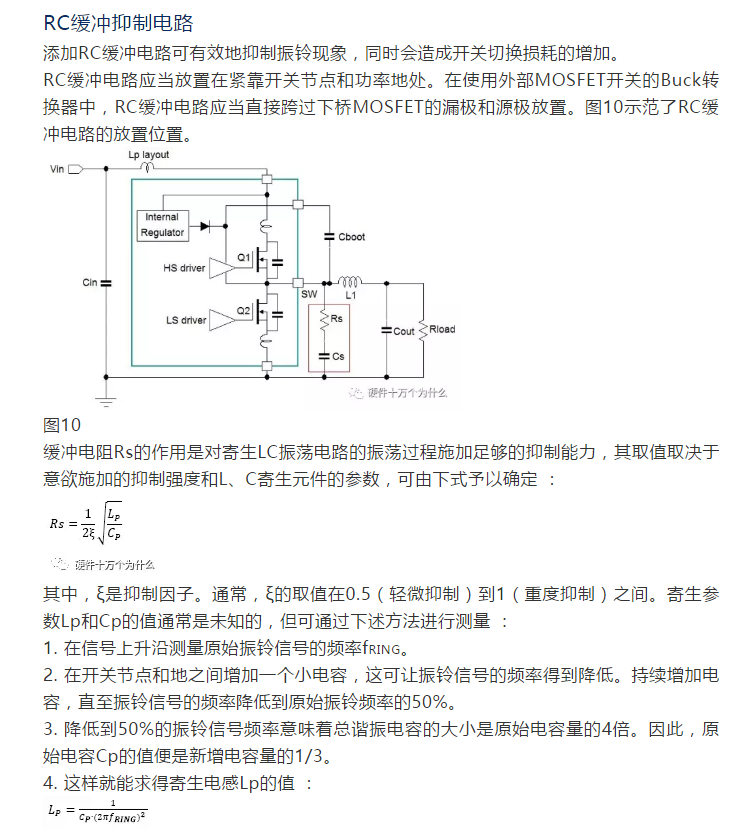 RC缓冲抑制电路
添加RC缓冲电路可有效地抑制振铃现象，同时会造成开关切换损耗的增加。
RC缓冲电路应当放置在紧靠开关节点和功率地处。在使用外部MOSFET开关的Buck转
换器中，RC缓冲电路应当直接跨过下桥MOSFET的漏极和源极放置。图10示范了RC缓
冲电路的放置位置。
Lp layout
Vin
Internal
Regulator
Cboot
Q1
HS driver
Cin
SW
L1
Q2
LS driver
Rs
Cout
Rload
Cs
硬件十万个为什么
图10
缓冲电阻Rs的作用是对寄生LC振荡电路的振荡过程施加足够的抑制能力，其取值取决于
意欲施加的抑制强度和L、C寄生元件的参数，可由下式予以确定 ：
Rs = 1/2ξ √(L_P/C_P)
硬件十万个为什么
其中，ξ是抑制因子。通常，ξ的取值在0.5（轻微抑制）到1（重度抑制）之间。寄生参
数Lp和Cp的值通常是未知的，但可通过下述方法进行测量 ：
1. 在信号上升沿测量原始振铃信号的频率fRING。
2. 在开关节点和地之间增加一个小电容，这可让振铃信号的频率得到降低。持续增加电
容，直至振铃信号的频率降低到原始振铃频率的50%。
3. 降低到50%的振铃信号频率意味着总谐振电容的大小是原始电容量的4倍。因此，原
始电容Cp的值便是新增电容量的1/3。
4. 这样就能求得寄生电感Lp的值 ：
L_P = 1/(C_P·(2πf_RING)²)